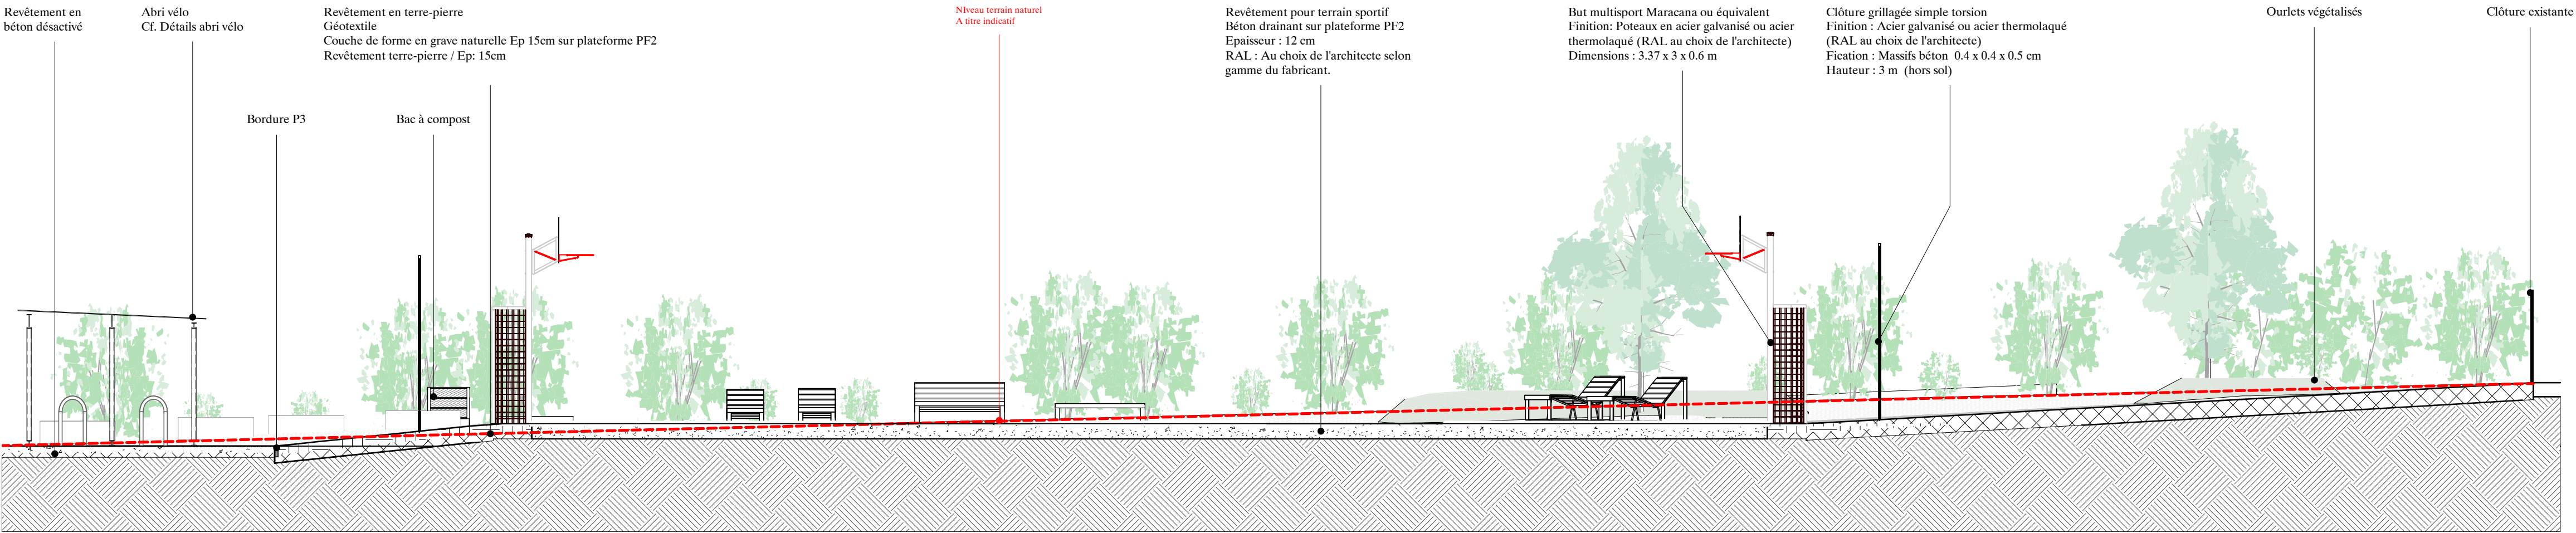 Revêtement en
béton désactivé
Abri vélo
Cf. Détails abri vélo
Revêtement en terre-pierre
Géotextile
Couche de forme en grave naturelle Ep 15cm sur plateforme PF2
Revêtement terre-pierre / Ep: 15cm
Bordure P3
Bac à compost
NIveau terrain naturel
A titre indicatif
Revêtement pour terrain sportif
Béton drainant sur plateforme PF2
Epaisseur : 12 cm
RAL : Au choix de l'architecte selon
gamme du fabricant.
But multisport Maracana ou équivalent
Finition: Poteaux en acier galvanisé ou acier
thermolaqué (RAL au choix de l'architecte)
Dimensions : 3.37 x 3 x 0.6 m
Clôture grillagée simple torsion
Finition : Acier galvanisé ou acier thermolaqué
(RAL au choix de l'architecte)
Fication : Massifs béton  0.4 x 0.4 x 0.5 cm
Hauteur : 3 m  (hors sol)
Ourlets végétalisés
Clôture existante